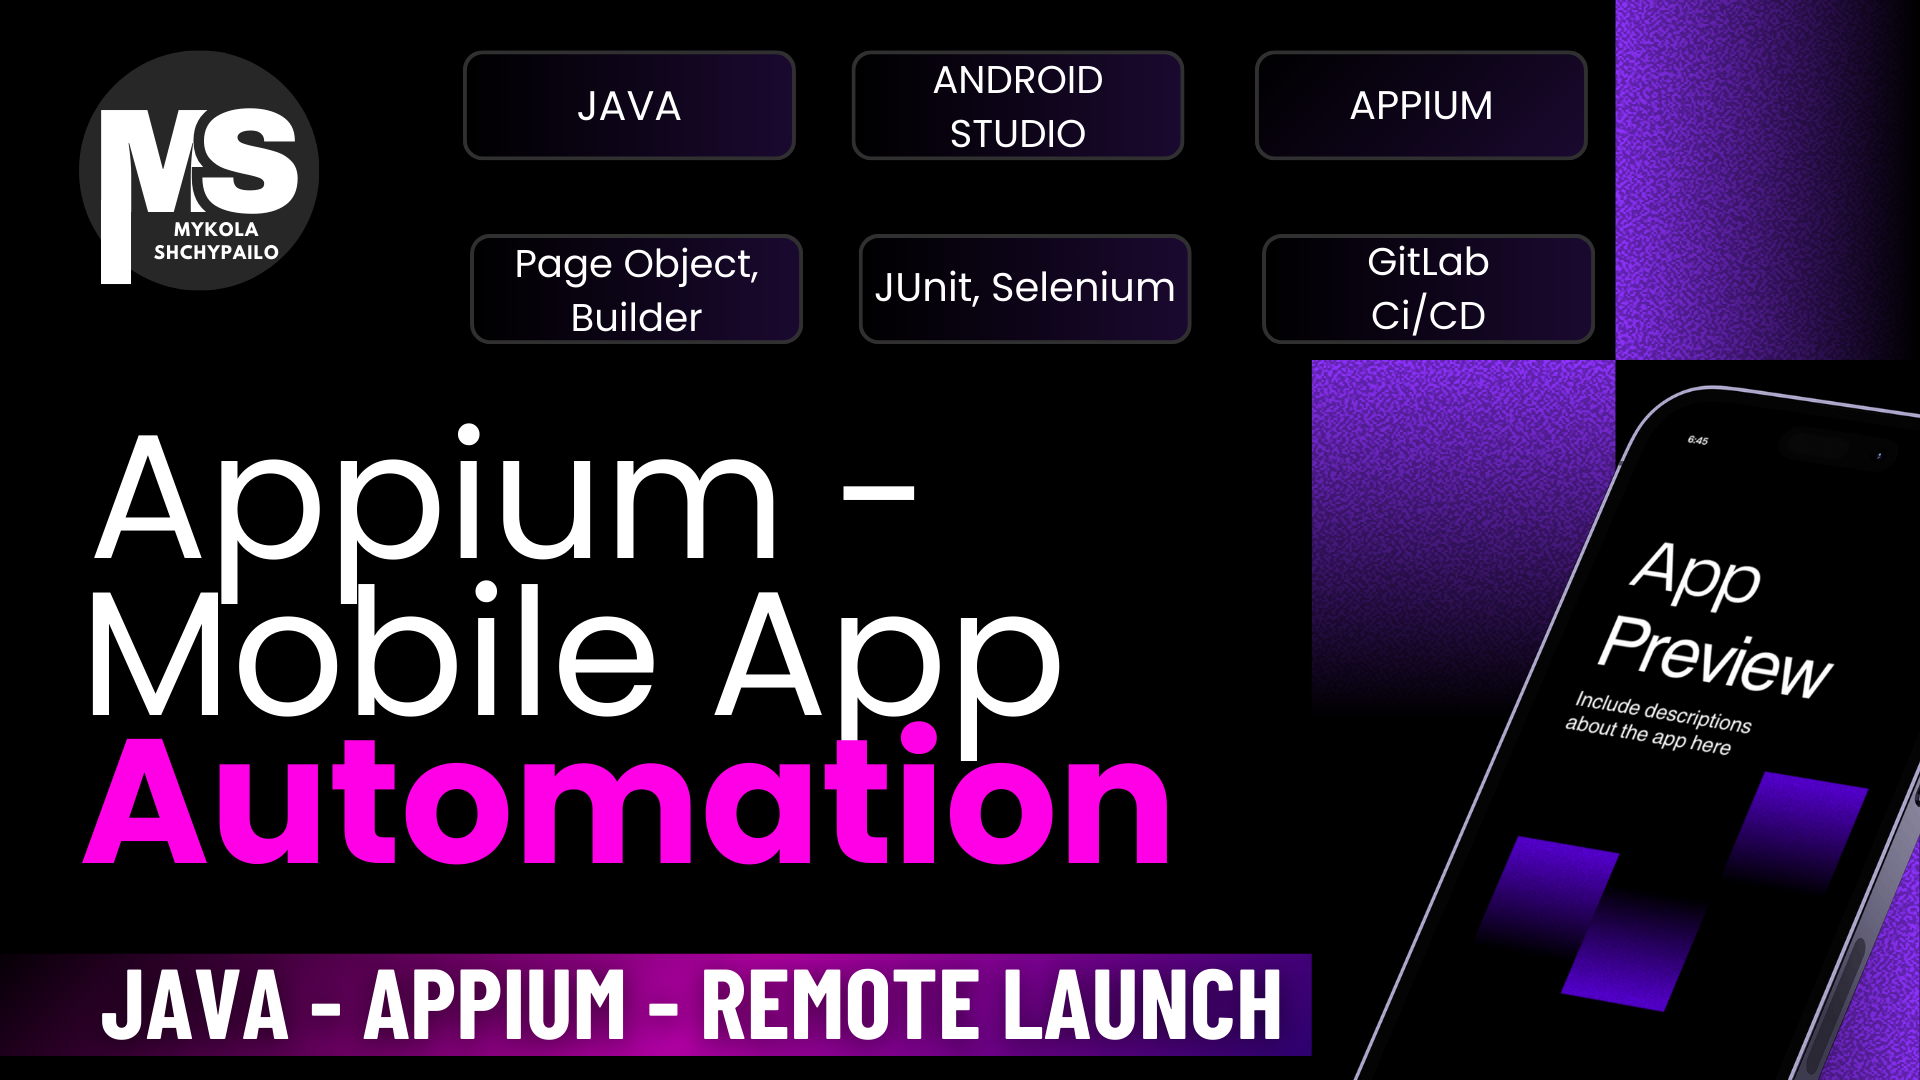 MS
MYKOLA
SHCHYPAILO
JAVA
ANDROID
STUDIO
APPIUM
Page Object,
Builder
JUnit, Selenium
GitLab
Ci/CD
Appium -
Mobile App
Automation
JAVA - APPIUM - REMOTE LAUNCH
6:45
App
Preview
Include descriptions
about the app here